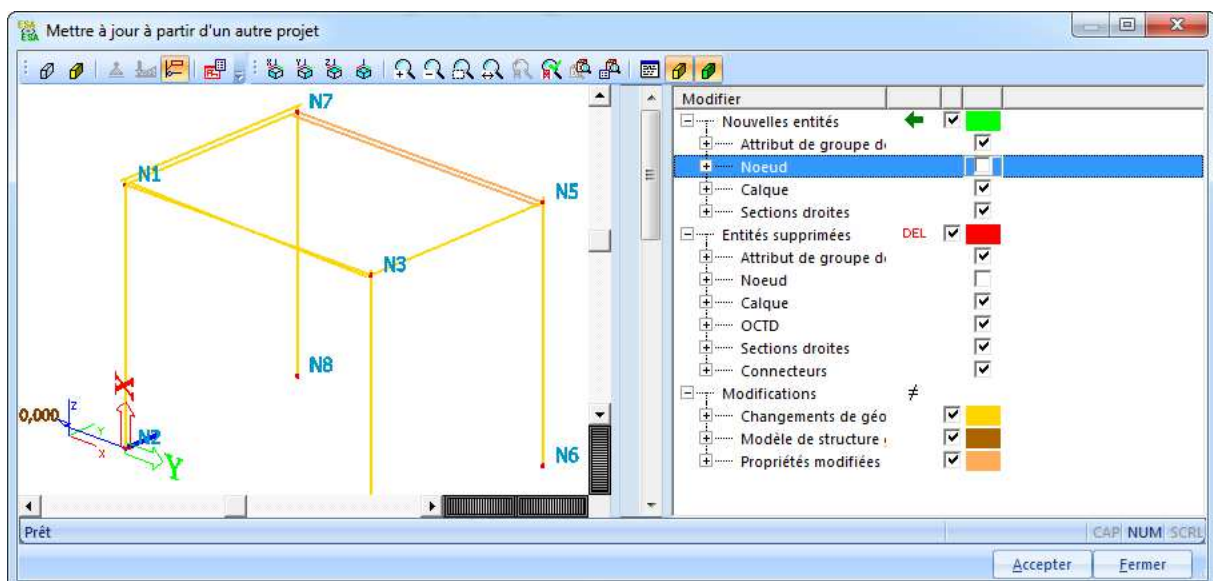 Mettre à jour à partir d'un autre projet
Modifier
Nouvelles entités
Attribut de groupe d
Noeud
Calque
Sections droites
Entités supprimées DEL
Attribut de groupe d
Noeud
Calque
OCTD
Sections droites
Connecteurs
Modifications ≠
Changements de géo
Modèle de structure
Propriétés modifiées
N7
N1
N5
N3
N8
X
0,000
z
Y
x
N2
Y
N6
Prêt
CAP NUM SCRL
Accepter Fermer